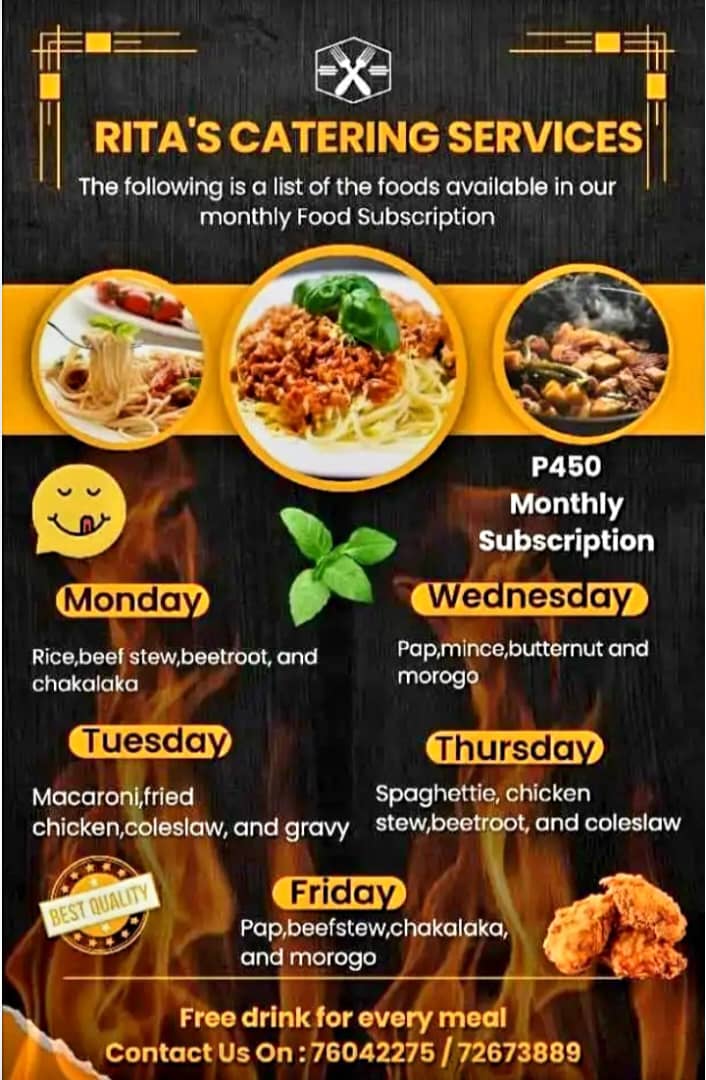 RITA'S CATERING SERVICES
The following is a list of the foods available in our
monthly Food Subscription
P450
Monthly
Subscription
Monday
Rice,beef stew,beetroot, and
chakalaka
Wednesday
Pap,mince,butternut and
morogo
Tuesday
Macaroni,fried
chicken,coleslaw, and gravy
Thursday
Spaghettie, chicken
stew,beetroot, and coleslaw
BEST QUALITY
Friday
Pap,beefstew,chakalaka,
and morogo
Free drink for every meal
Contact Us On : 76042275 / 72673889